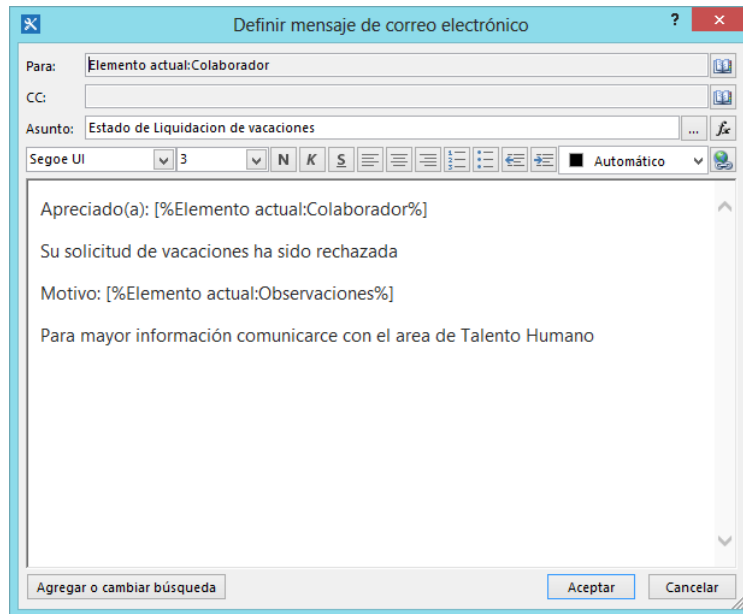 Definir mensaje de correo electrónico ? ×
Para: Elemento actual:Colaborador
CC:
Asunto: Estado de Liquidacion de vacaciones ... fx
Segoe UI 3 N K S Automático
Apreciado(a): [%Elemento actual:Colaborador%]
Su solicitud de vacaciones ha sido rechazada
Motivo: [%Elemento actual:Observaciones%]
Para mayor información comunicarce con el area de Talento Humano
Agregar o cambiar búsqueda Aceptar Cancelar